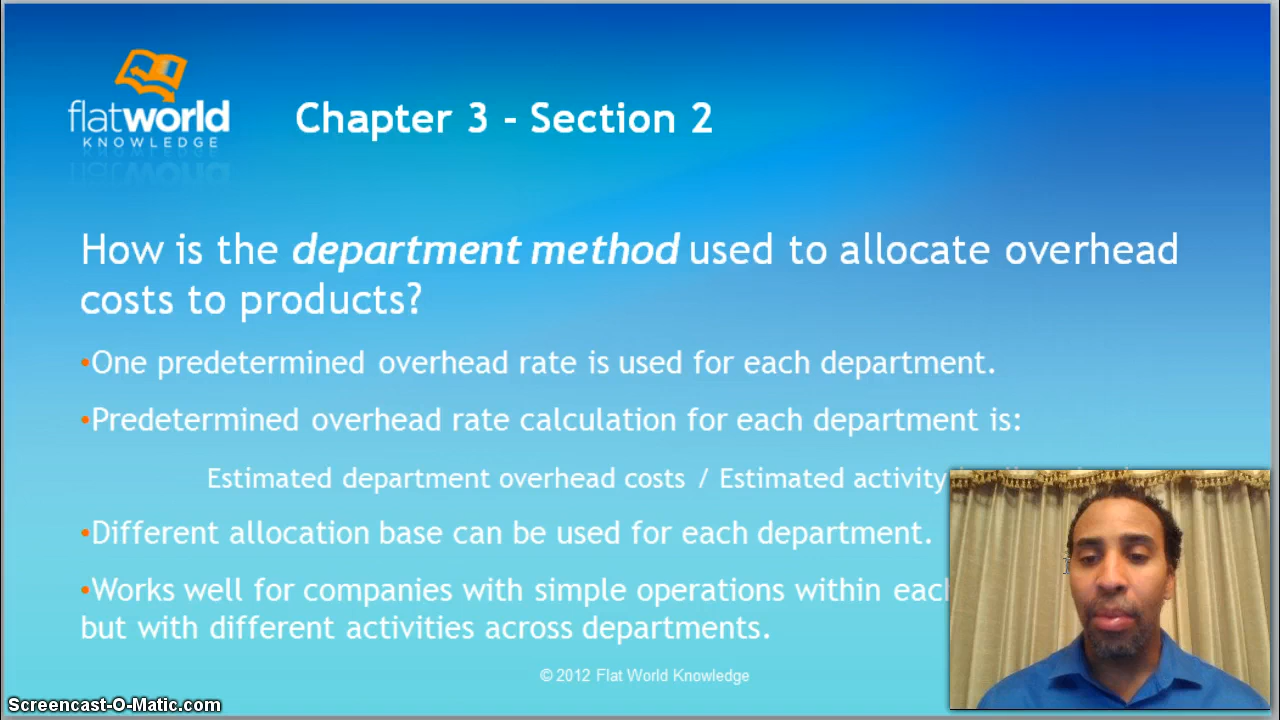 flatworld
KNOWLEDGE
Chapter 3 - Section 2
How is the department method used to allocate overhead
costs to products?
•One predetermined overhead rate is used for each department.
•Predetermined overhead rate calculation for each department is:
Estimated department overhead costs / Estimated activity
•Different allocation base can be used for each department.
•Works well for companies with simple operations within each
but with different activities across departments.
© 2012 Flat World Knowledge
Screencast-O-Matic.com